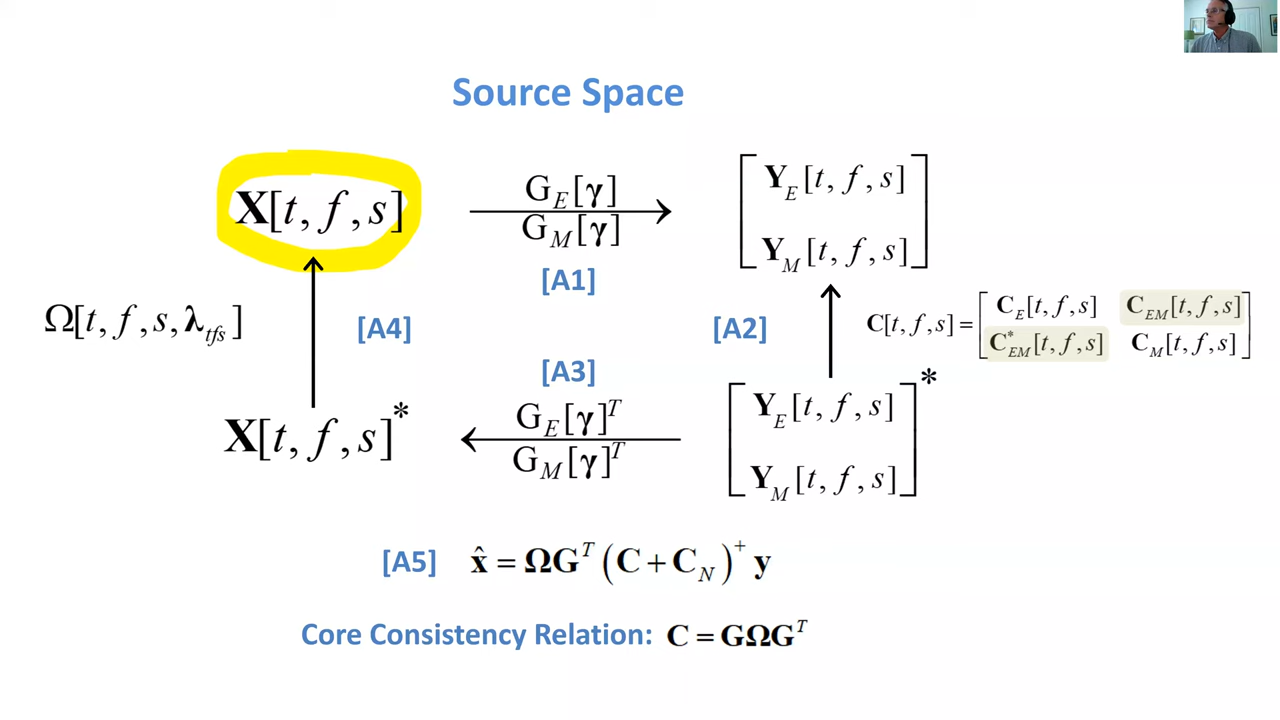 Source Space
X[t, f, s]
G_E[γ]
G_M[γ]
[A1]
Y_E[t, f, s]
Y_M[t, f, s]
Ω[t, f, s, λ_tfs]
[A4]
[A2]
C[t, f, s] = [ C_E[t, f, s] C_EM[t, f, s]
C*_EM[t, f, s] C_M[t, f, s] ]
[A3]
X[t, f, s]*
G_E[γ]^T
G_M[γ]^T
Y_E[t, f, s]
Y_M[t, f, s]
*
[A5] x̂ = ΩG^T (C + C_N)^+ y
Core Consistency Relation: C = GΩG^T